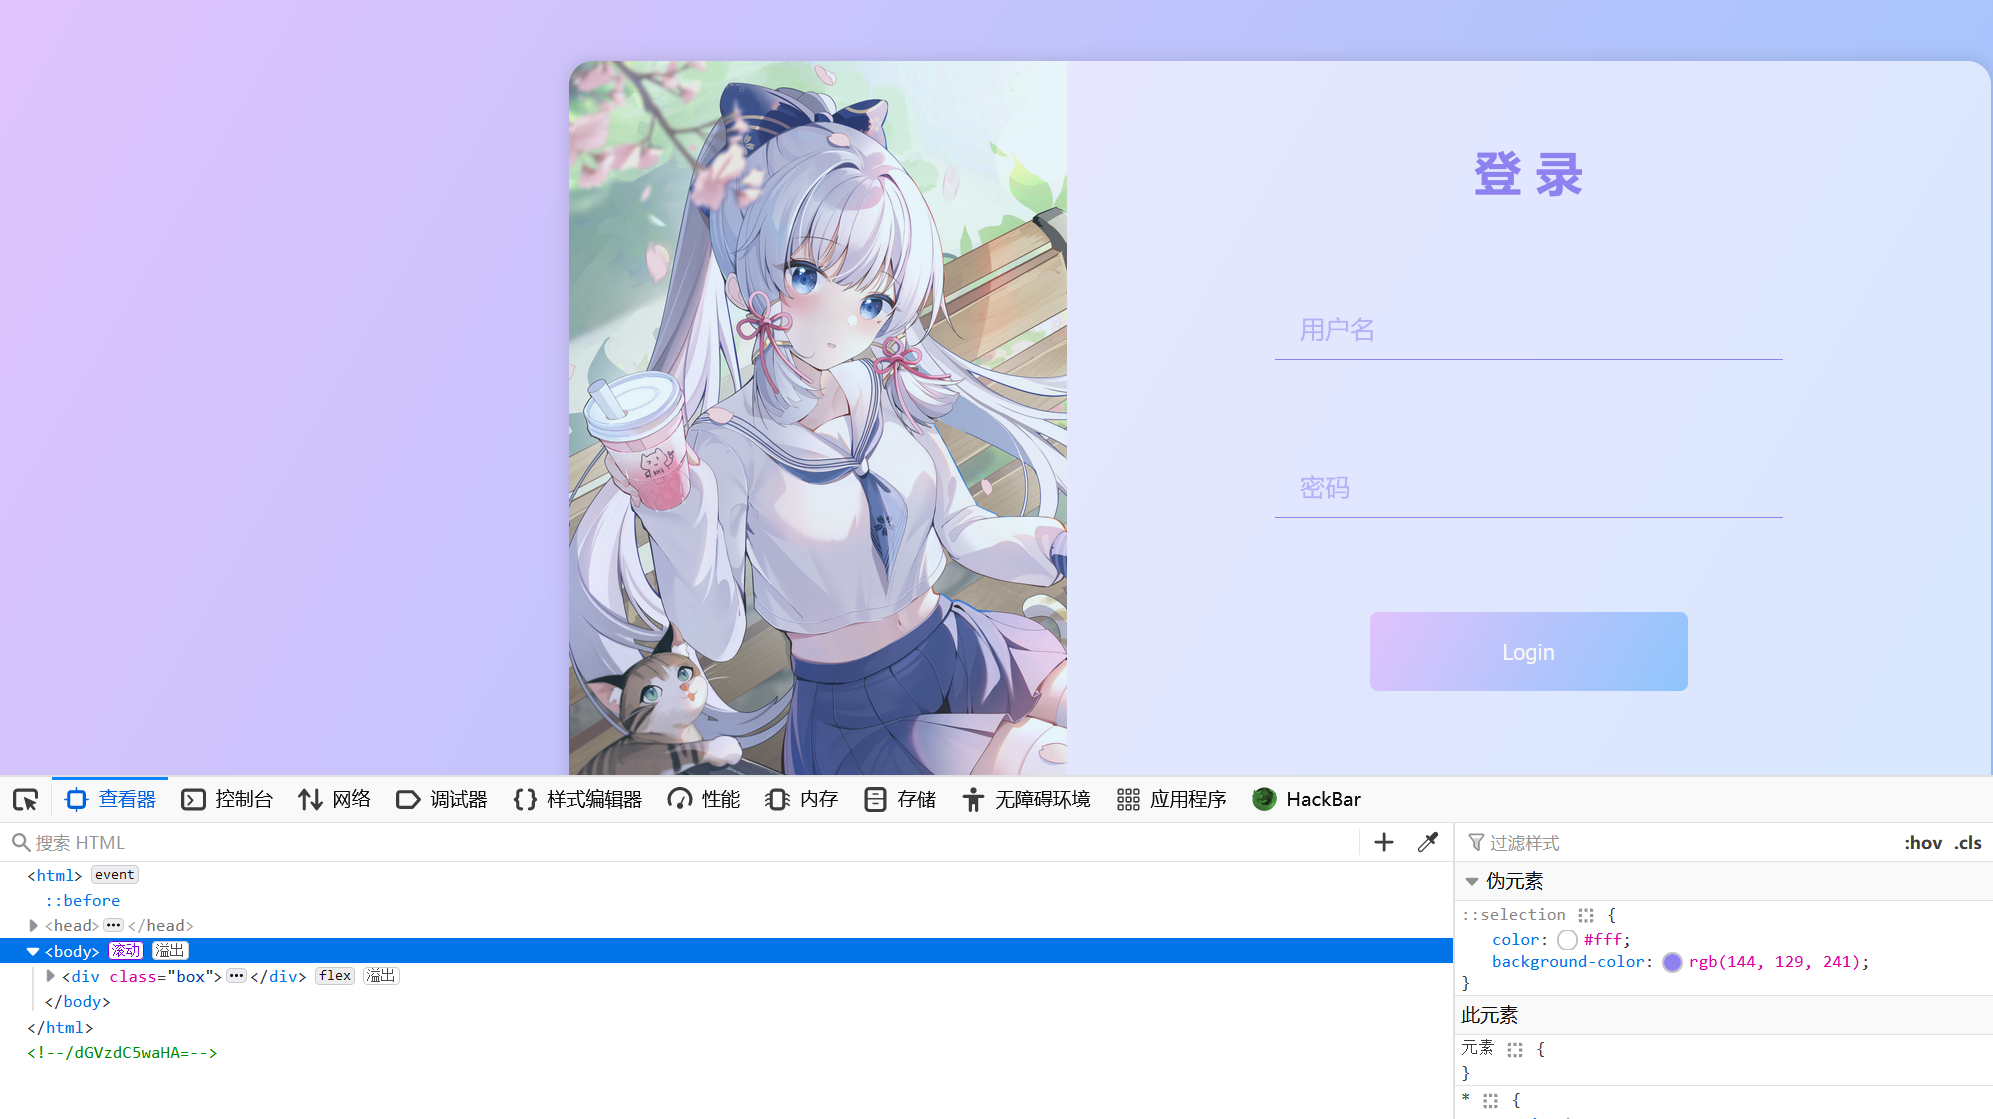 登 录
用户名
密码
Login
查看器 控制台 网络 调试器 {} 样式编辑器 性能 内存 存储 无障碍环境 应用程序 HackBar
搜索 HTML
过滤样式 :hov .cls
<html> event
::before
<head> ••• </head>
<body> 滚动 溢出
<div class="box"> ••• </div> flex 溢出
</body>
</html>
<!--/dGVzdC5waHA=-->
伪元素
::selection {
color: #fff;
background-color: rgb(144, 129, 241);
}
此元素
元素 {
}
* {